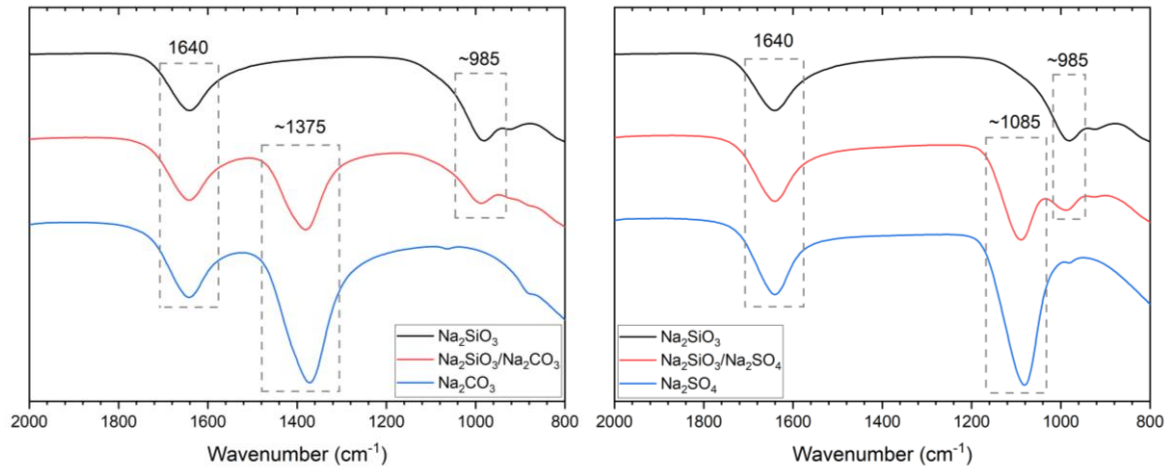 1640
~985
~1375
Na₂SiO₃
Na₂SiO₃/Na₂CO₃
Na₂CO₃
2000 1800 1600 1400 1200 1000 800
Wavenumber (cm⁻¹)
1640
~985
~1085
Na₂SiO₃
Na₂SiO₃/Na₂SO₄
Na₂SO₄
2000 1800 1600 1400 1200 1000 800
Wavenumber (cm⁻¹)